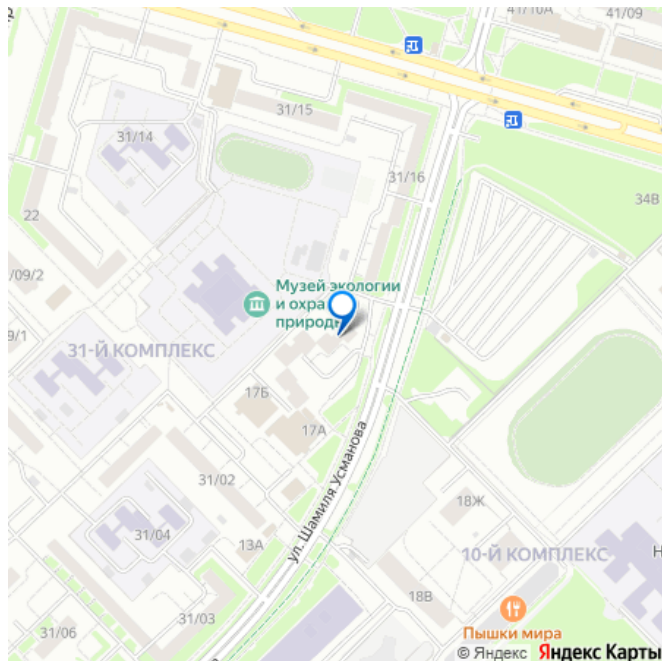 41/10А
41/09
31/15
31/14
31/16
34В
22
/09/2
Музей экологии
и охра
природы
9/1
31-Й КОМПЛЕКС
17Б
17А
ул. Шамиля Усманова
31/02
18Ж
31/04
13А
10-Й КОМПЛЕКС
Н
18В
31/03
31/06
Пышки мира
© Яндекс Яндекс Карты